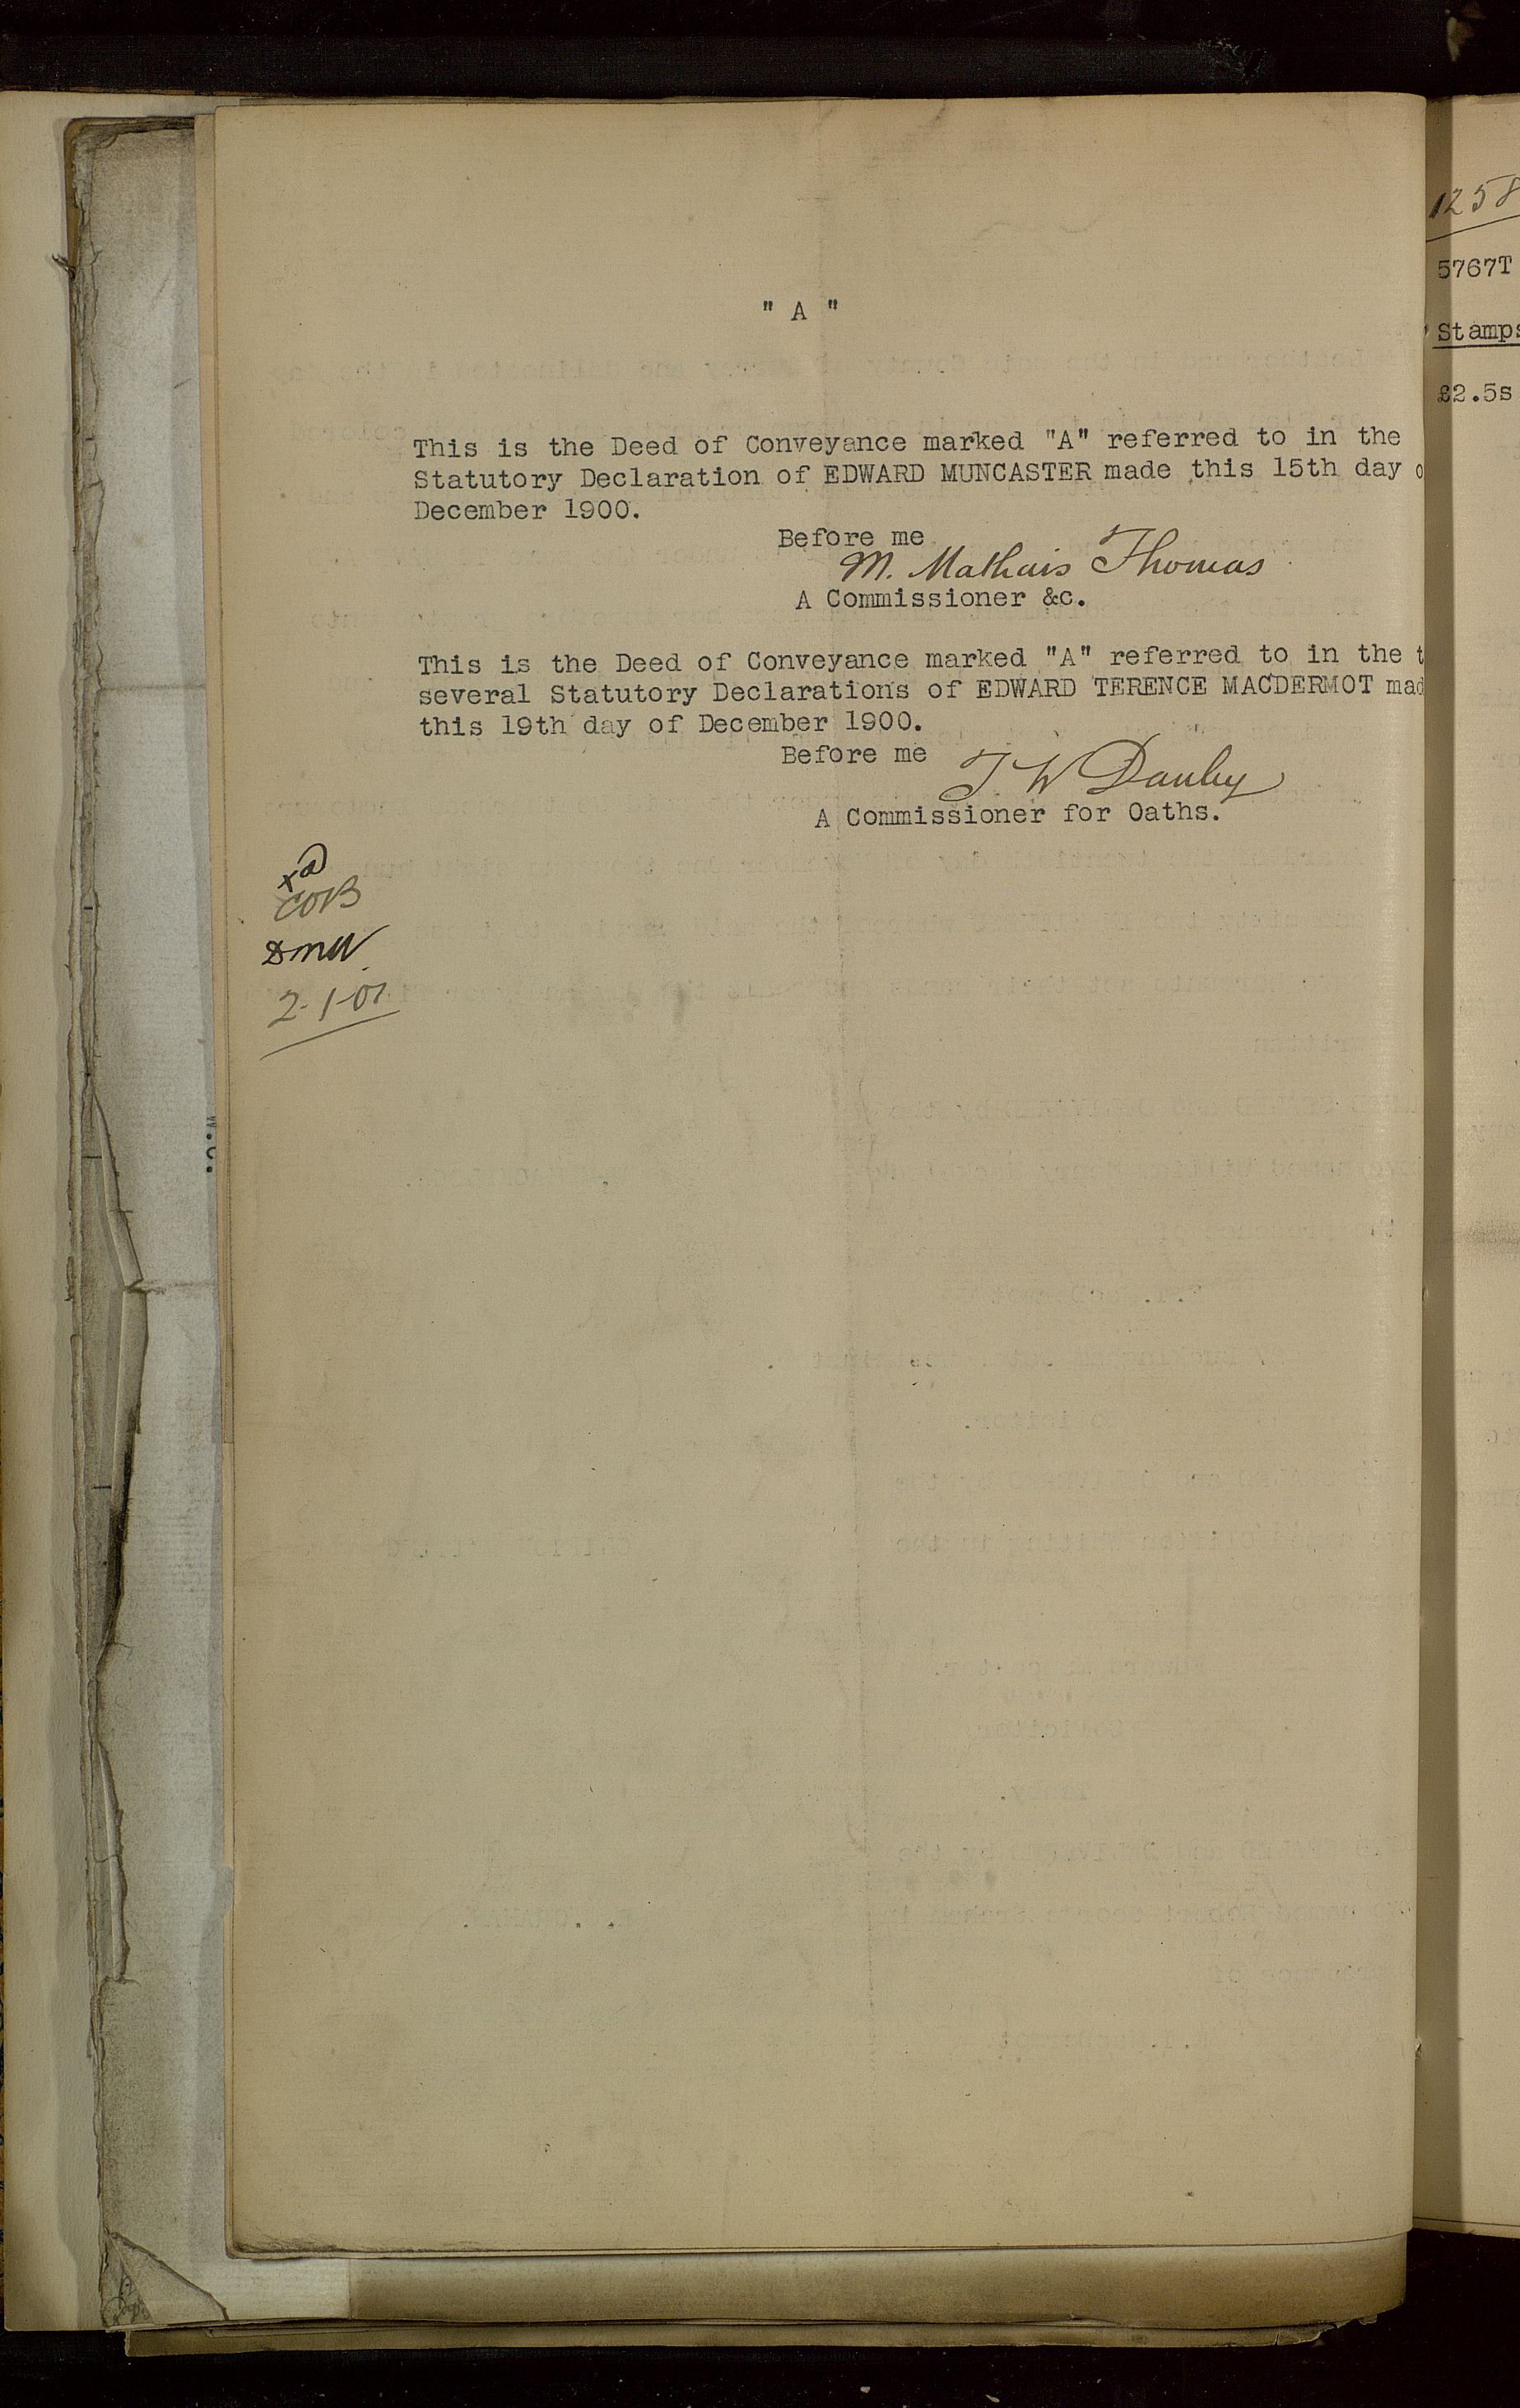 " A "
This is the Deed of Conveyance marked "A" referred to in the
Statutory Declaration of EDWARD MUNCASTER made this 15th day o
December 1900.
Before me
M. Mathais Thomas
A Commissioner &c.
This is the Deed of Conveyance marked "A" referred to in the t
several Statutory Declarations of EDWARD TERENCE MACDERMOT mad
this 19th day of December 1900.
Before me
T W Danby
A Commissioner for Oaths.
COB
2-1-01
W.C.
1258
5767T
Stamps
£2.5s